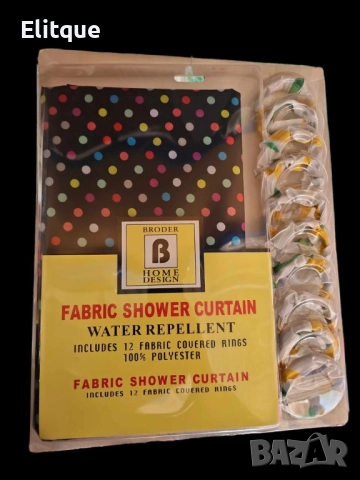 Elitque
BRODER
B
HOME
DESIGN
FABRIC SHOWER CURTAIN
WATER REPELLENT
INCLUDES 12 FABRIC COVERED RINGS
100% POLYESTER
FABRIC SHOWER CURTAIN
INCLUDES 12 FABRIC COVERED RINGS
BAZAR